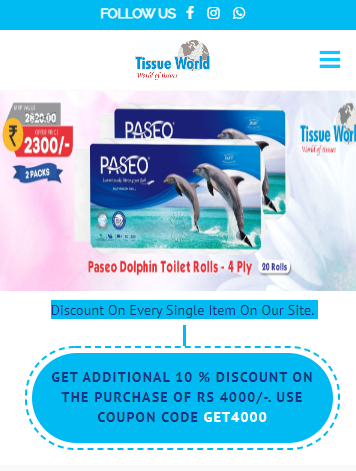 FOLLOW US
Tissue World
World of tissues
MRP VALUE
2820.00
OFFER PRICE
₹ 2300/-
2 PACKS
PASEO
PASEO
Tissue Worl
World of tissues
Paseo Dolphin Toilet Rolls - 4 Ply 20 Rolls
Discount On Every Single Item On Our Site.
GET ADDITIONAL 10 % DISCOUNT ON
THE PURCHASE OF RS 4000/-. USE
COUPON CODE GET4000